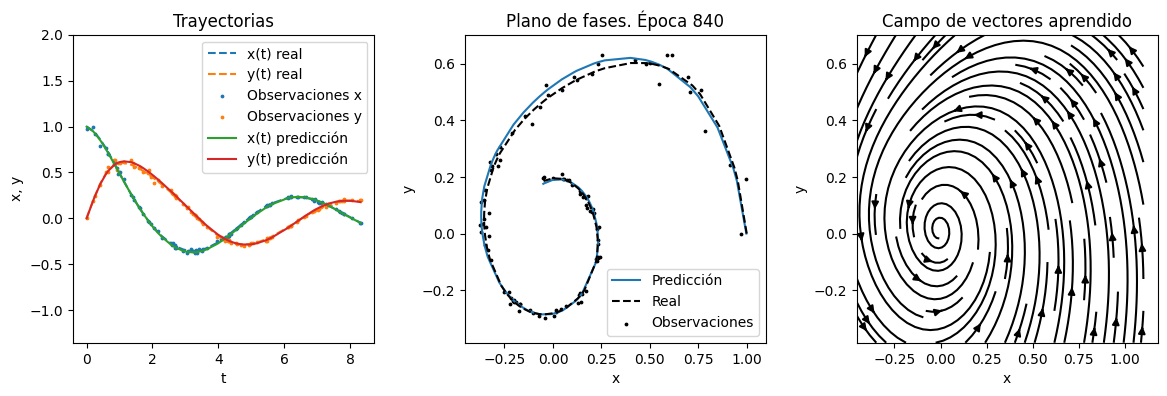 Trayectorias
2.0
1.5
1.0
0.5
0.0
−0.5
−1.0
x, y
0 2 4 6 8
t
x(t) real
y(t) real
Observaciones x
Observaciones y
x(t) predicción
y(t) predicción
Plano de fases. Época 840
0.6
0.4
0.2
0.0
−0.2
y
−0.25 0.00 0.25 0.50 0.75 1.00
x
Predicción
Real
Observaciones
Campo de vectores aprendido
0.6
0.4
0.2
0.0
−0.2
y
−0.25 0.00 0.25 0.50 0.75 1.00
x